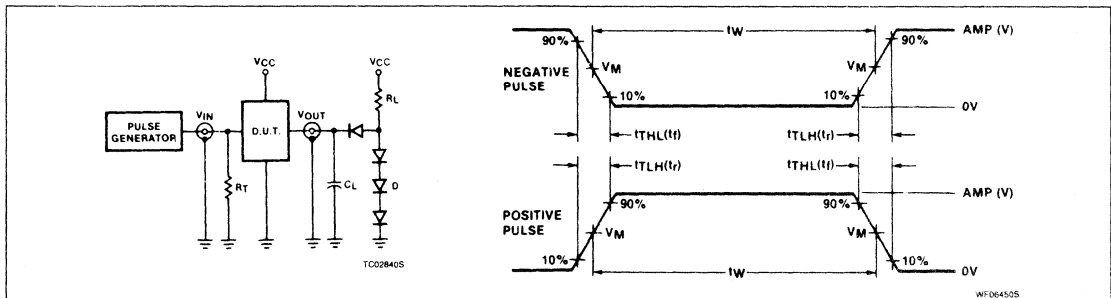 VCC
VCC
RL
PULSE
GENERATOR
VIN
D.U.T.
VOUT
RT
CL
D
TC02840S
NEGATIVE
PULSE
90%
VM
10%
tW
90%
VM
10%
AMP (V)
0V
tTHL(tf)
tTLH(tr)
tTLH(tr)
tTHL(tf)
POSITIVE
PULSE
90%
VM
10%
tW
90%
VM
10%
AMP (V)
0V
WF06450S